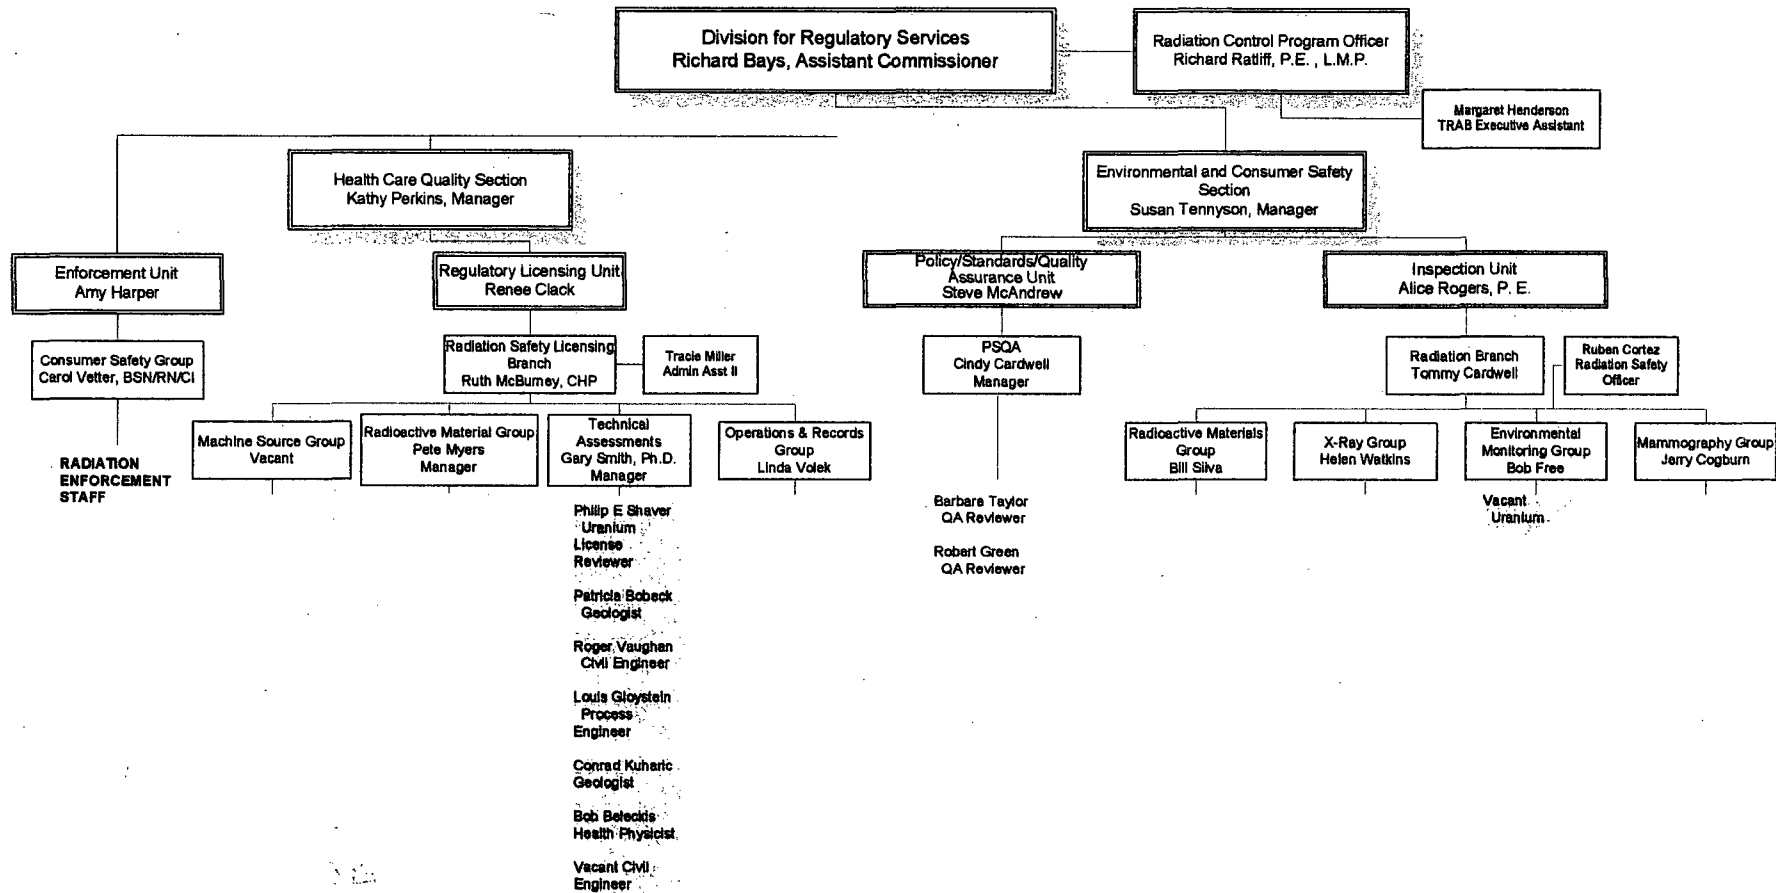 Division for Regulatory Services
Richard Bays, Assistant Commissioner
Radiation Control Program Officer
Richard Ratliff, P.E. , L.M.P.
Margaret Henderson
TRAB Executive Assistant
Health Care Quality Section
Kathy Perkins, Manager
Environmental and Consumer Safety
Section
Susan Tennyson, Manager
Enforcement Unit
Amy Harper
Regulatory Licensing Unit
Renee Clack
Policy/Standards/Quality
Assurance Unit
Steve McAndrew
Inspection Unit
Alice Rogers, P. E.
Consumer Safety Group
Carol Vetter, BSN/RN/CI
Radiation Safety Licensing
Branch
Ruth McBurney, CHP
Tracie Miller
Admin Asst II
PSQA
Cindy Cardwell
Manager
Radiation Branch
Tommy Cardwell
Ruben Cortez
Radiation Safety
Officer
RADIATION
ENFORCEMENT
STAFF
Machine Source Group
Vacant
Radioactive Material Group
Pete Myers
Manager
Technical
Assessments
Gary Smith, Ph.D.
Manager
Operations & Records
Group
Linda Volek
Radioactive Materials
Group
Bill Silva
X-Ray Group
Helen Watkins
Environmental
Monitoring Group
Bob Free
Mammography Group
Jerry Cogburn
Philip E Shaver
Uranium
License
Reviewer
Patricia Bobeck
Geologist
Roger Vaughan
Civil Engineer
Louis Gloystein
Process
Engineer
Conrad Kuharic
Geologist
Bob Beleckis
Health Physicist
Vacant Civil
Engineer
Barbara Taylor
QA Reviewer
Robert Green
QA Reviewer
Vacant
Uranium